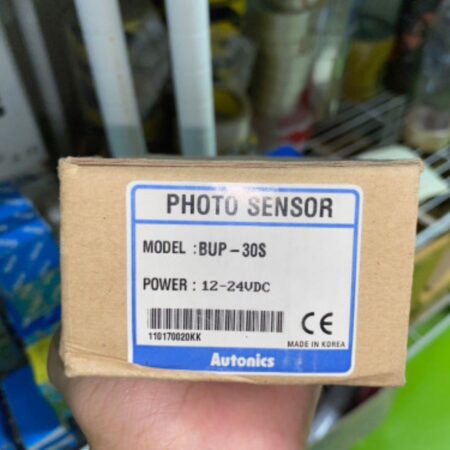 PHOTO SENSOR
MODEL : BUP-30S
POWER : 12-24VDC
110170020KK
CE
MADE IN KOREA
Autonics